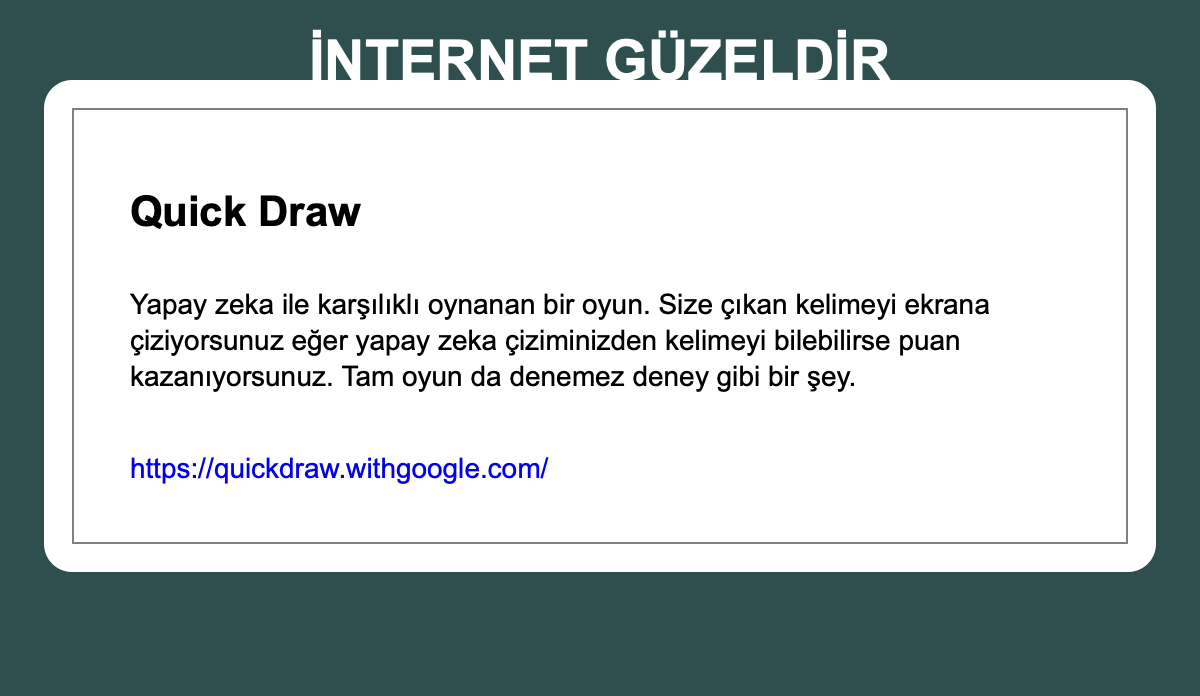 İNTERNET GÜZELDİR
Quick Draw
Yapay zeka ile karşılıklı oynanan bir oyun. Size çıkan kelimeyi ekrana
çiziyorsunuz eğer yapay zeka çiziminizden kelimeyi bilebilirse puan
kazanıyorsunuz. Tam oyun da denemez deney gibi bir şey.
https://quickdraw.withgoogle.com/